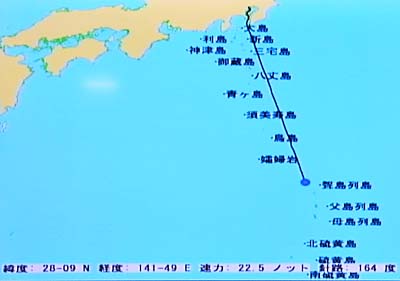 大島
利島
新島
神津島
三宅島
御蔵島
八丈島
青ヶ島
須美寿島
鳥島
孀婦岩
聟島列島
父島列島
母島列島
北硫黄島
硫黄島
南硫黄島
緯度: 28-09 N 経度: 141-49 E 速力: 22.5 ノット 針路: 164 度